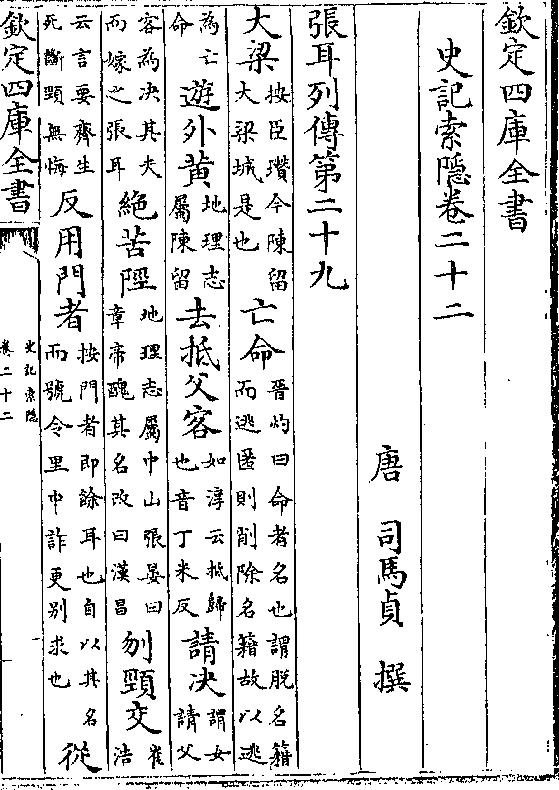 欽定四庫全書
史記索隠卷二十二
唐 司馬貞 撰
張耳列傳第二十九
大梁按臣瓚今陳留大梁城是也亡命晉灼曰命者名也謂脫名籍而逃匿則削除名籍故以逃
為亡命遊外黃地理志屬陳留去抵父客如淳云抵歸也音丁米反請决謂女請父
客為决其夫而嫁之張耳絶苦陘地理志屬中山張晏曰章帝醜其名改曰漢昌刎頸交崔浩
云言要齊生死斷頸無悔反用門者按門者即餘耳也自以其名而號令里中詐更別求也從
欽定四庫全書
史記索隠
卷二十二